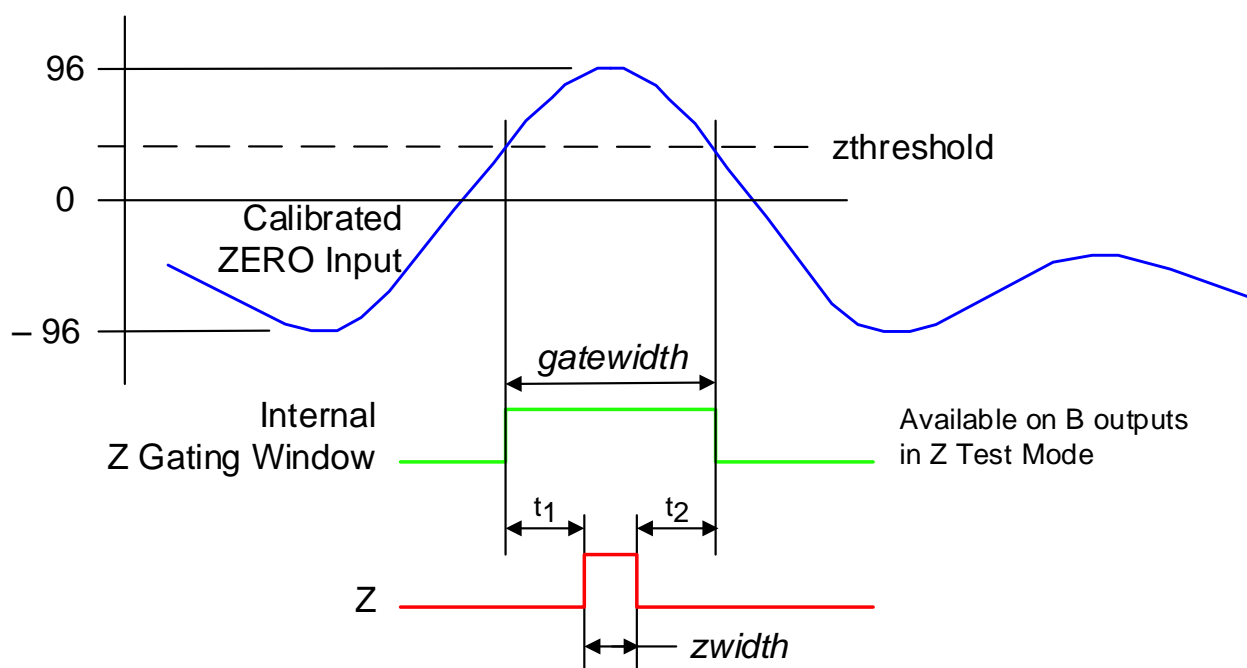 96
zthreshold
0
Calibrated
ZERO Input
– 96
gatewidth
Internal
Z Gating Window
Available on B outputs
in Z Test Mode
t1
t2
Z
zwidth